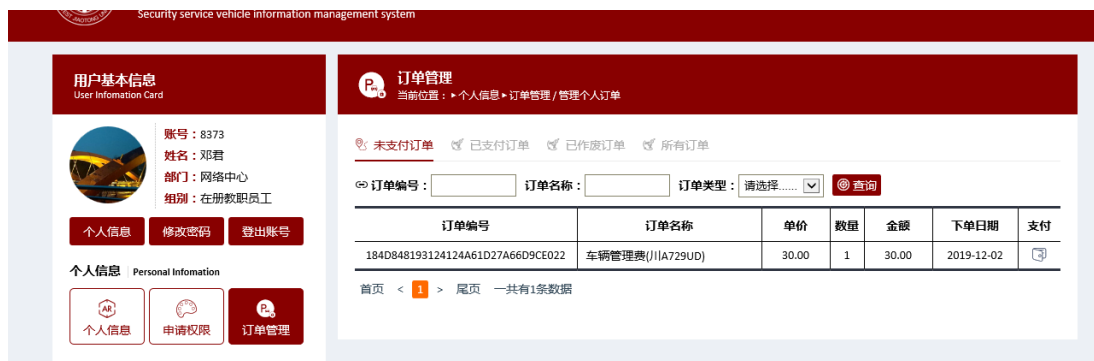 Security service vehicle information management system
用户基本信息
User Infomation Card
账号：8373
姓名：邓君
部门：网络中心
组别：在册教职员工
个人信息 修改密码 登出账号
个人信息 Personal Infomation
AR
个人信息 申请权限 订单管理
订单管理
当前位置：▸个人信息▸订单管理/管理个人订单
未支付订单 已支付订单 已作废订单 所有订单
订单编号： 订单名称： 订单类型： 请选择...... 查询
订单编号 订单名称 单价 数量 金额 下单日期 支付
184D848193124124A61D27A66D9CE022 车辆管理费(川A729UD) 30.00 1 30.00 2019-12-02
首页 < 1 > 尾页 一共有1条数据